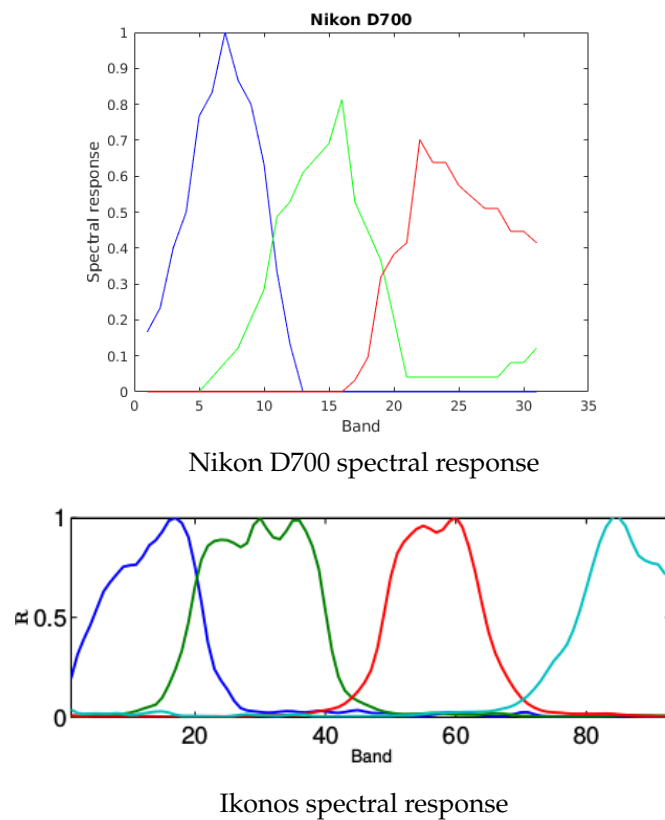 Nikon D700
1
0.9
0.8
0.7
0.6
0.5
0.4
0.3
0.2
0.1
0
Spectral response
0 5 10 15 20 25 30 35
Band
Nikon D700 spectral response
1
0.5
0
R
20 40 60 80
Band
Ikonos spectral response